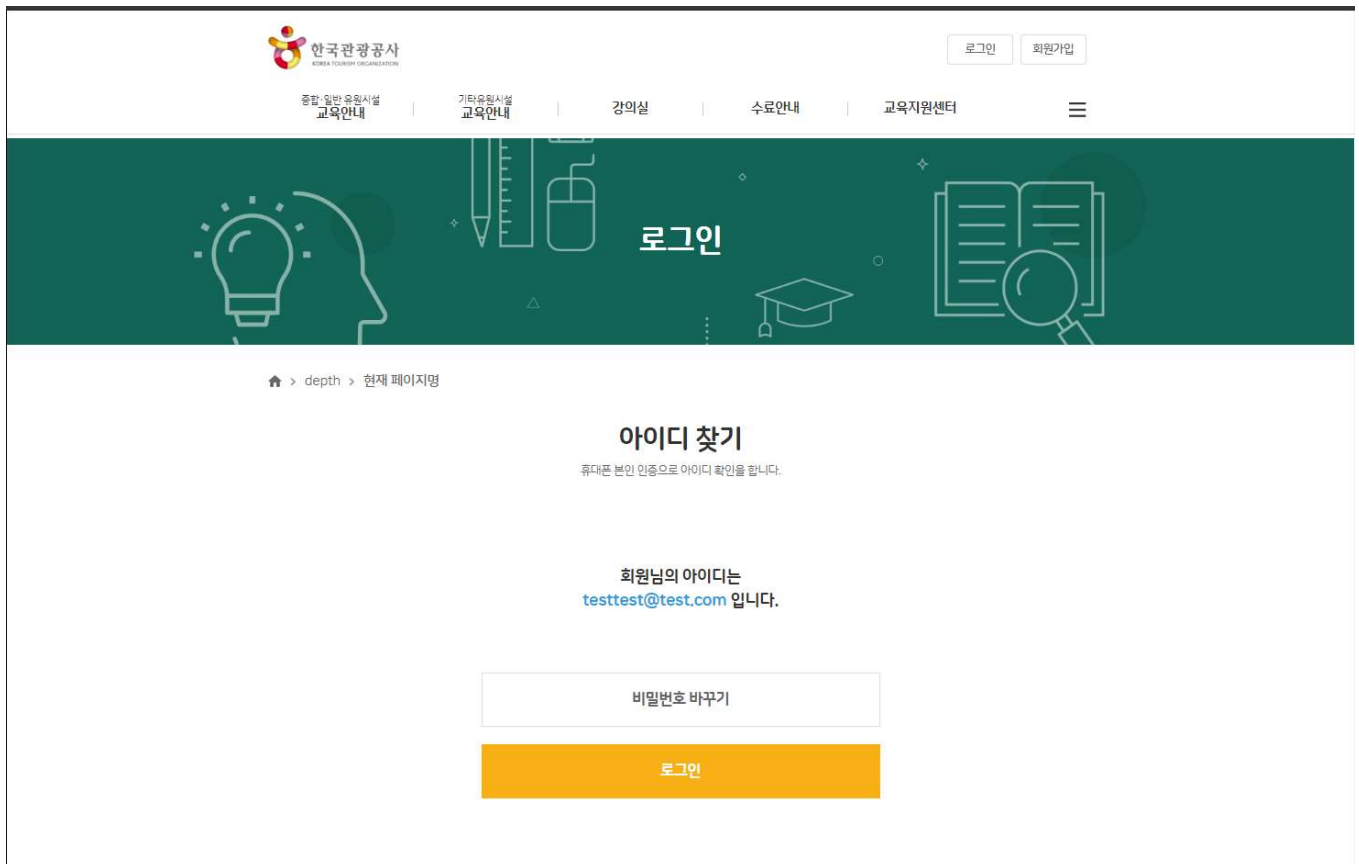 한국관광공사
KOREA TOURISM ORGANIZATION
로그인
회원가입
종합·일반 유원시설
교육안내
기타유원시설
교육안내
강의실
수료안내
교육지원센터
로그인
> depth > 현재 페이지명
아이디 찾기
휴대폰 본인 인증으로 아이디 확인을 합니다.
회원님의 아이디는
testtest@test.com 입니다.
비밀번호 바꾸기
로그인